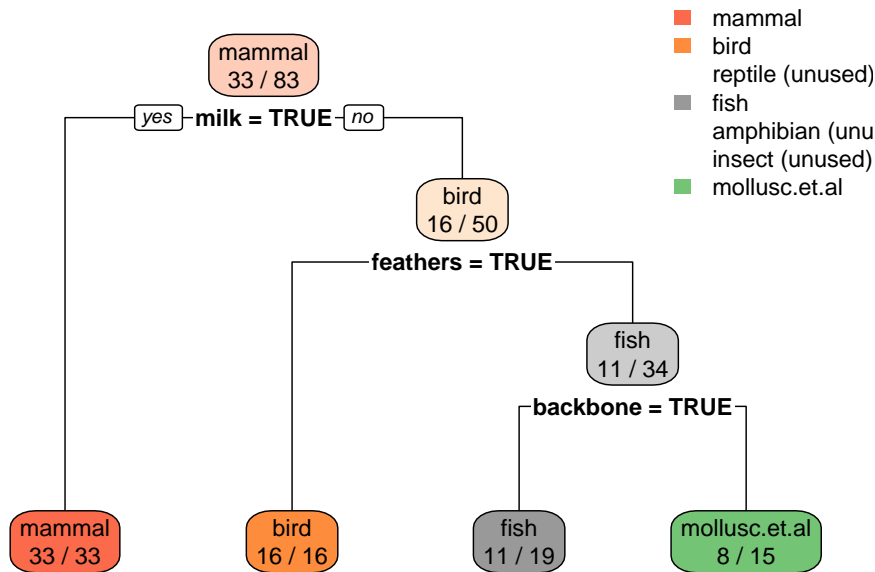 mammal
33 / 83
yes milk = TRUE no
bird
16 / 50
feathers = TRUE
fish
11 / 34
backbone = TRUE
mammal
33 / 33
bird
16 / 16
fish
11 / 19
mollusc.et.al
8 / 15
mammal
bird
reptile (unused)
fish
amphibian (unu
insect (unused)
mollusc.et.al